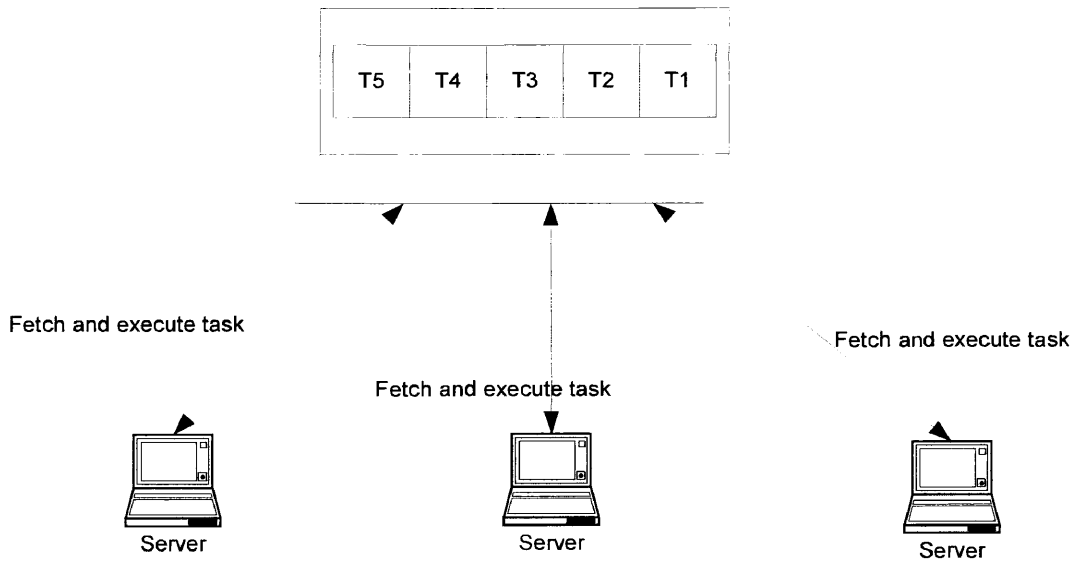 T5 T4 T3 T2 T1
Fetch and execute task
Fetch and execute task
Fetch and execute task
Server
Server
Server